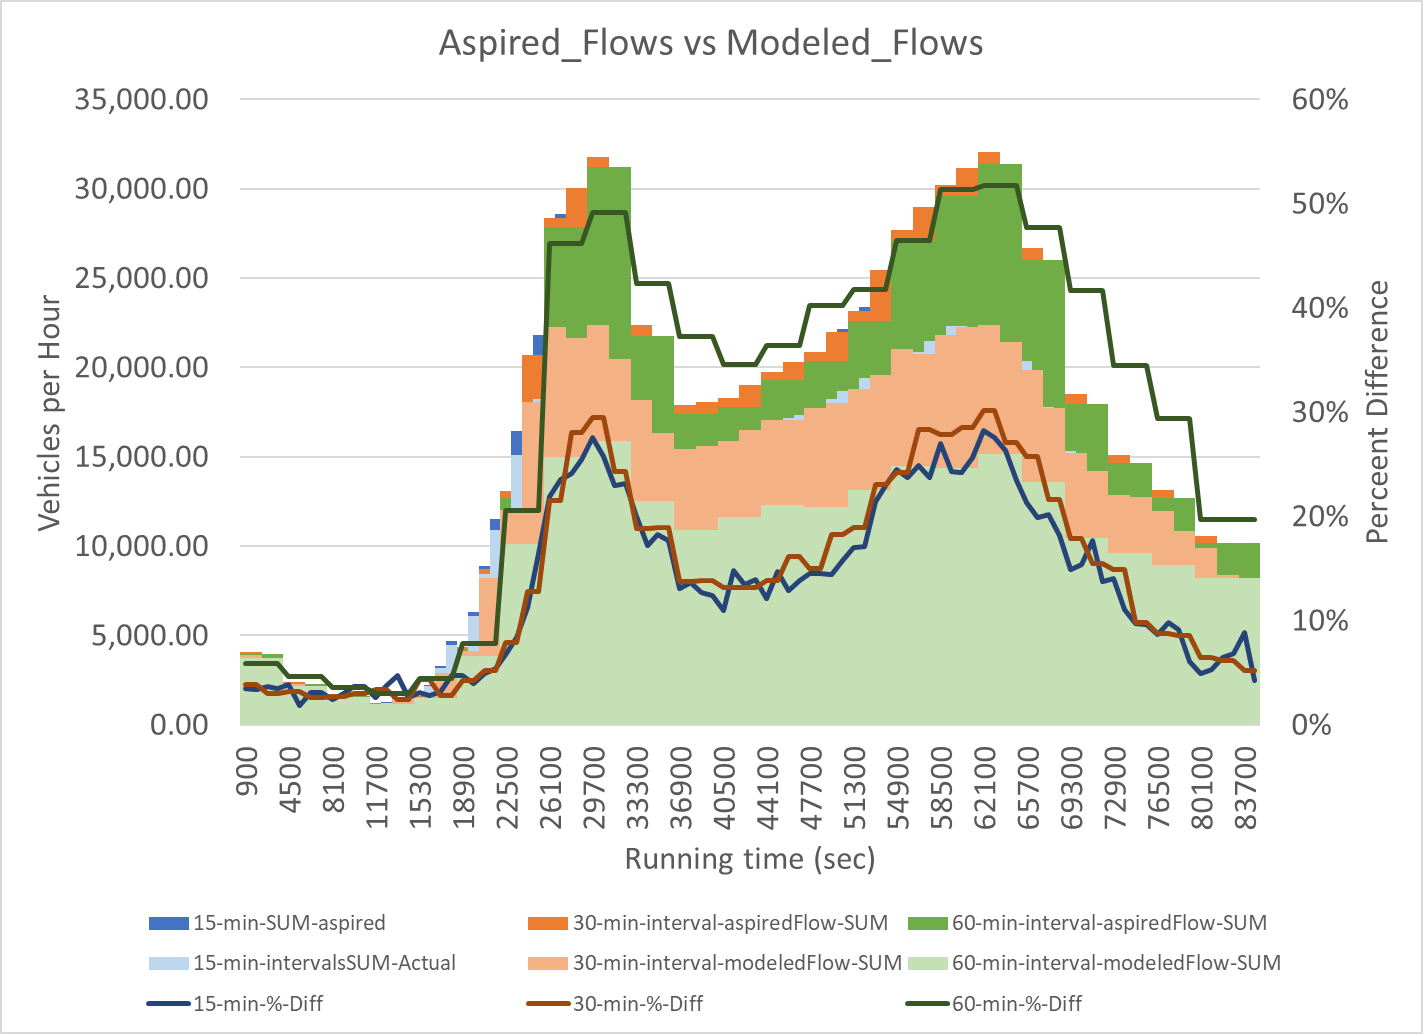 Aspired_Flows vs Modeled_Flows
35,000.00
30,000.00
25,000.00
20,000.00
15,000.00
10,000.00
5,000.00
0.00
Vehicles per Hour
60%
50%
40%
30%
20%
10%
0%
Perceent Difference
900 4500 8100 11700 15300 18900 22500 26100 29700 33300 36900 40500 44100 47700 51300 54900 58500 62100 65700 69300 72900 76500 80100 83700
Running time (sec)
15-min-SUM-aspired 30-min-interval-aspiredFlow-SUM 60-min-interval-aspiredFlow-SUM
15-min-intervalsSUM-Actual 30-min-interval-modeledFlow-SUM 60-min-interval-modeledFlow-SUM
15-min-%-Diff 30-min-%-Diff 60-min-%-Diff